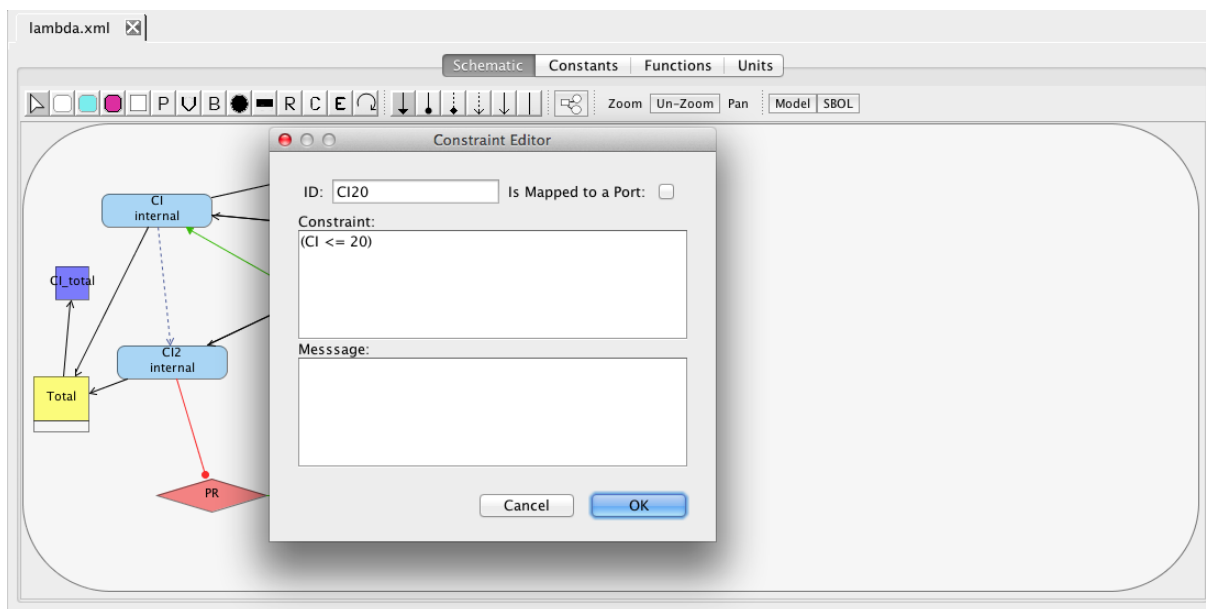 lambda.xml
Schematic Constants Functions Units
P V B R C E Zoom Un-Zoom Pan Model SBOL
Constraint Editor
ID: CI20 Is Mapped to a Port:
Constraint:
(CI <= 20)
Messsage:
Cancel OK
CI
internal
CI_total
CI2
internal
Total
PR